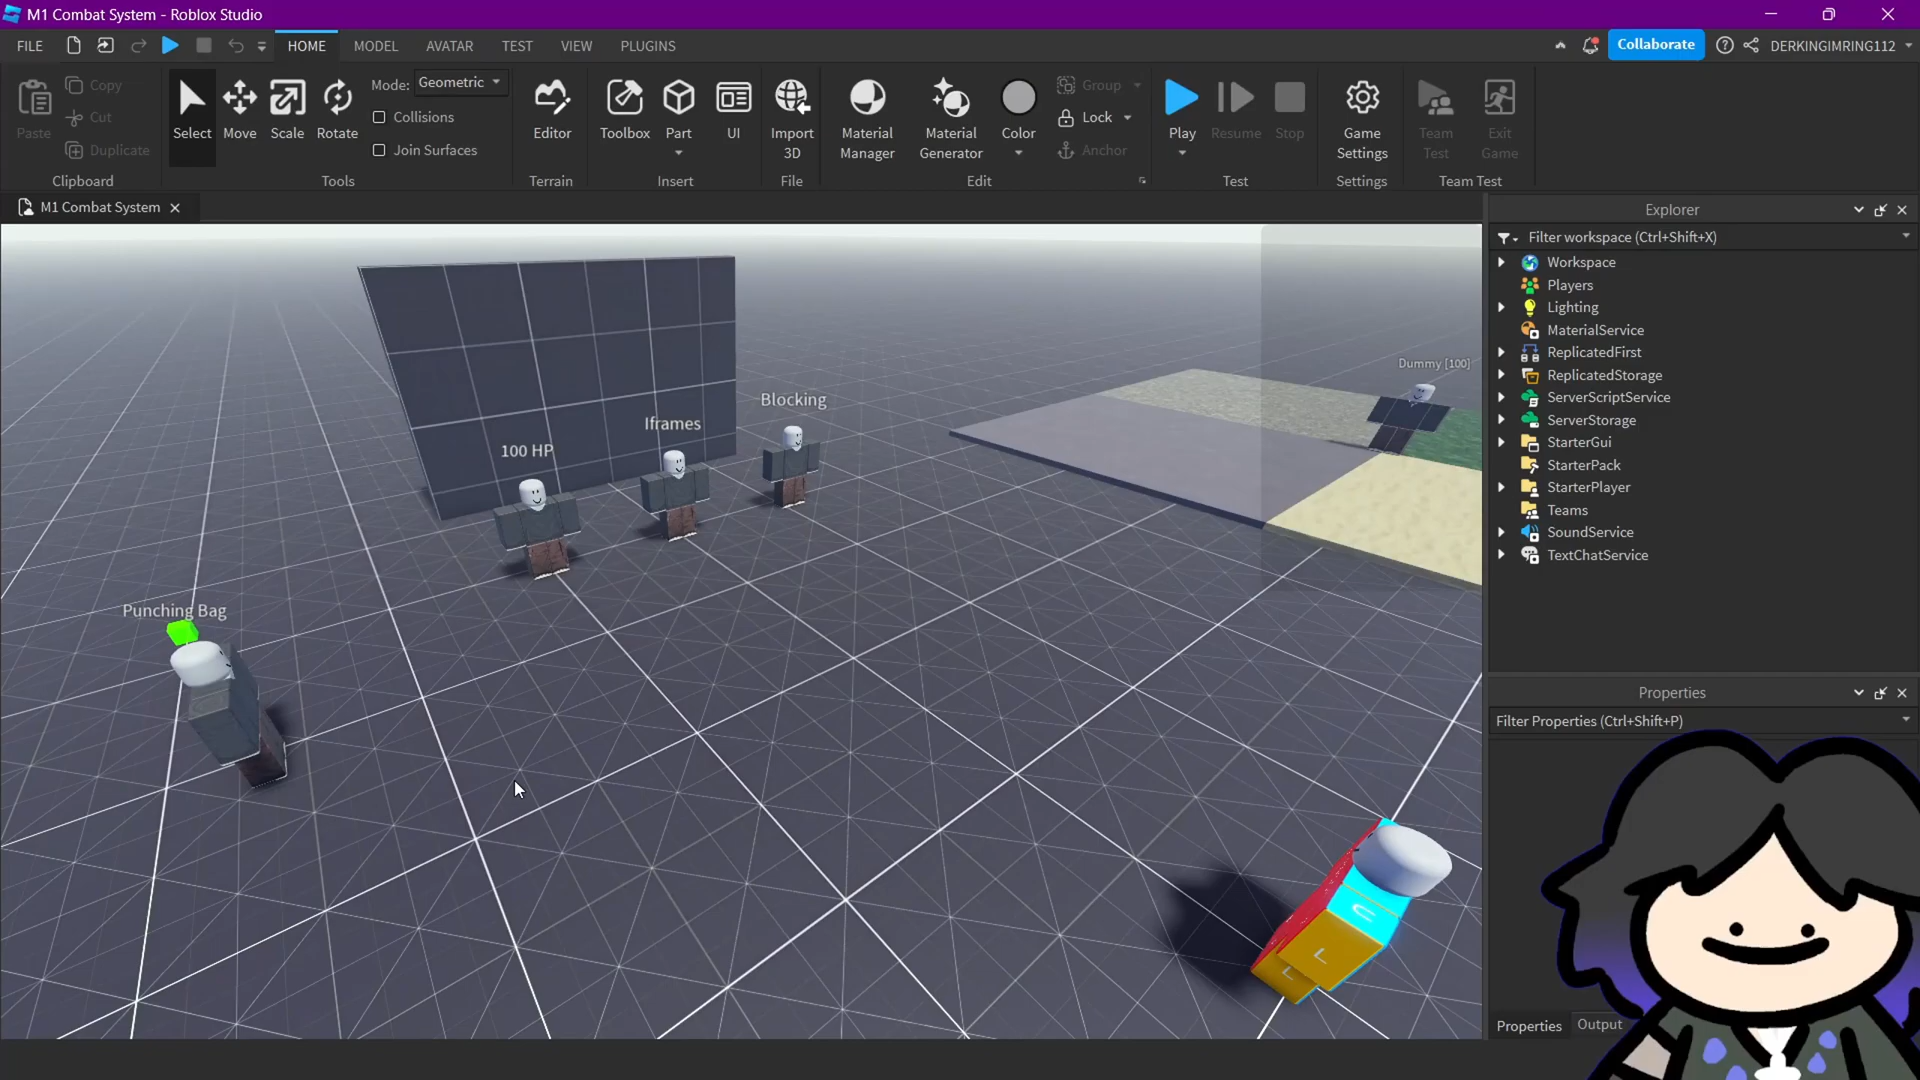 M1 Combat System - Roblox Studio
FILE HOME MODEL AVATAR TEST VIEW PLUGINS Collaborate DERKINGIMRING112
Paste Copy Cut Duplicate
Clipboard
Select Move Scale Rotate
Mode: Geometric
Collisions
Join Surfaces
Tools
Editor
Terrain
Toolbox Part UI
Insert
Import 3D
File
Material Manager
Material Generator
Color
Group
Lock
Anchor
Edit
Play Resume Stop
Test
Game Settings
Settings
Team Test
Exit Game
Team Test
M1 Combat System
Dummy [100]
Blocking
Iframes
100 HP
Punching Bag
L
L
Explorer
Filter workspace (Ctrl+Shift+X)
Workspace
Players
Lighting
MaterialService
ReplicatedFirst
ReplicatedStorage
ServerScriptService
ServerStorage
StarterGui
StarterPack
StarterPlayer
Teams
SoundService
TextChatService
Properties
Filter Properties (Ctrl+Shift+P)
Properties Output